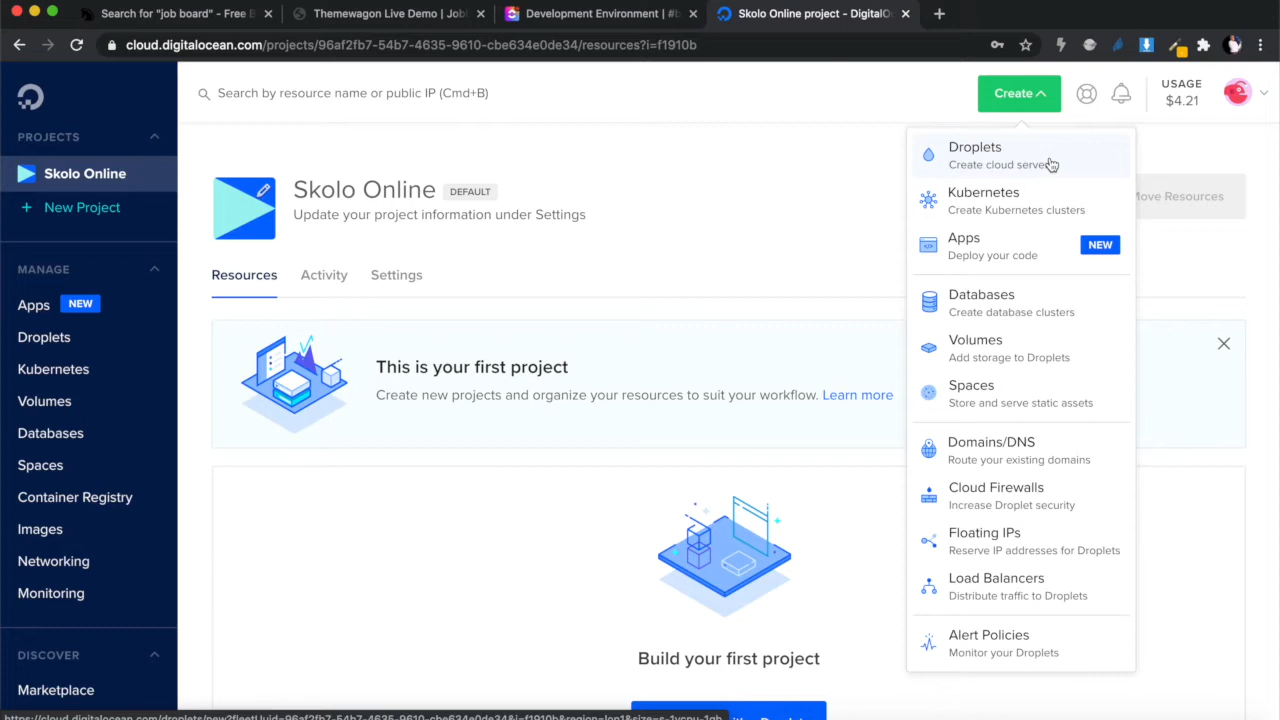 Search for "job board" - Free B
Themewagon Live Demo | Job
Development Environment | #b
Skolo Online project - DigitalO
cloud.digitalocean.com/projects/96af2fb7-54b7-4635-9610-cbe634e0de34/resources?i=f1910b
Search by resource name or public IP (Cmd+B)
Create
USAGE
$4.21
PROJECTS
Skolo Online
+ New Project
MANAGE
Apps NEW
Droplets
Kubernetes
Volumes
Databases
Spaces
Container Registry
Images
Networking
Monitoring
DISCOVER
Marketplace
Skolo Online DEFAULT
Update your project information under Settings
Move Resources
Resources Activity Settings
This is your first project
Create new projects and organize your resources to suit your workflow. Learn more
Build your first project
Droplets
Create cloud serve
Kubernetes
Create Kubernetes clusters
Apps
Deploy your code
NEW
Databases
Create database clusters
Volumes
Add storage to Droplets
Spaces
Store and serve static assets
Domains/DNS
Route your existing domains
Cloud Firewalls
Increase Droplet security
Floating IPs
Reserve IP addresses for Droplets
Load Balancers
Distribute traffic to Droplets
Alert Policies
Monitor your Droplets